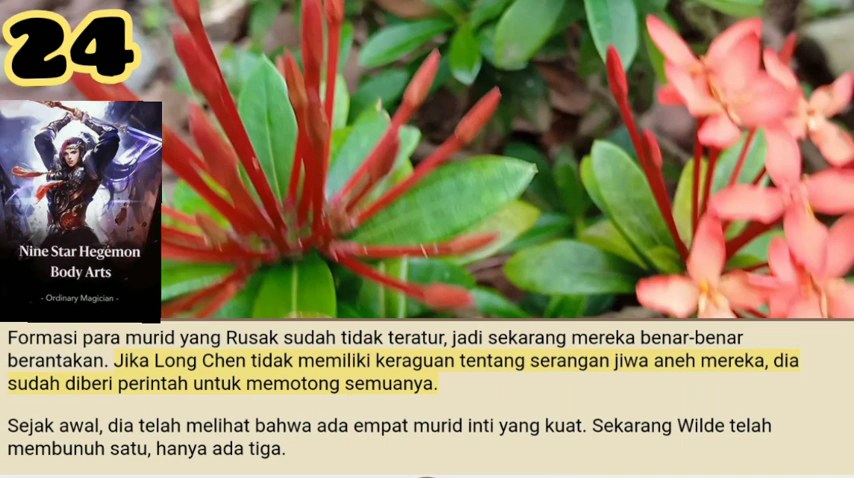 24
Nine Star Hegemon
Body Arts
- Ordinary Magician -
Formasi para murid yang Rusak sudah tidak teratur, jadi sekarang mereka benar-benar
berantakan. Jika Long Chen tidak memiliki keraguan tentang serangan jiwa aneh mereka, dia
sudah diberi perintah untuk memotong semuanya.
Sejak awal, dia telah melihat bahwa ada empat murid inti yang kuat. Sekarang Wilde telah
membunuh satu, hanya ada tiga.